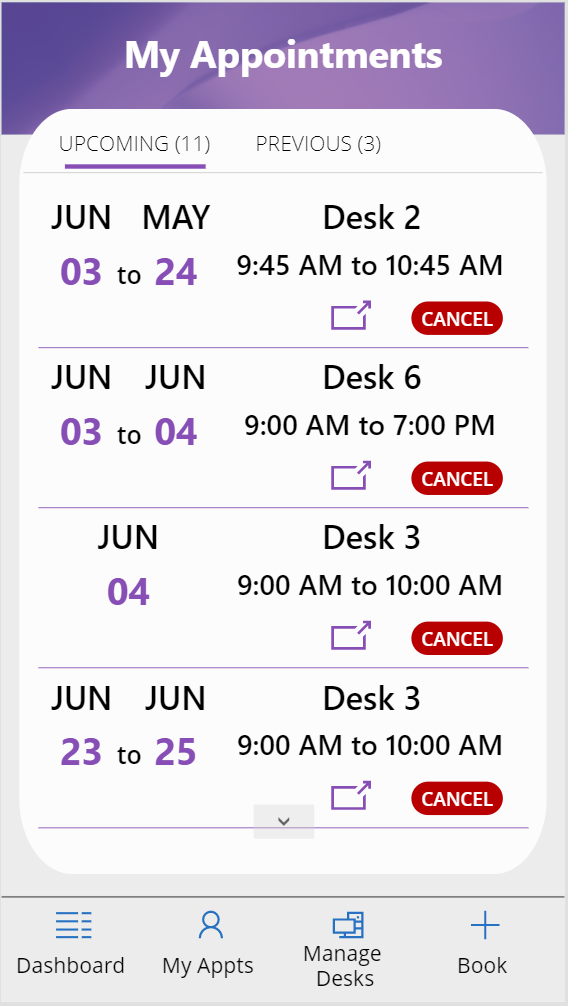 My Appointments
UPCOMING (11) PREVIOUS (3)
JUN MAY Desk 2
03 to 24 9:45 AM to 10:45 AM
CANCEL
JUN JUN Desk 6
03 to 04 9:00 AM to 7:00 PM
CANCEL
JUN Desk 3
04 9:00 AM to 10:00 AM
CANCEL
JUN JUN Desk 3
23 to 25 9:00 AM to 10:00 AM
CANCEL
Dashboard My Appts Manage Desks Book